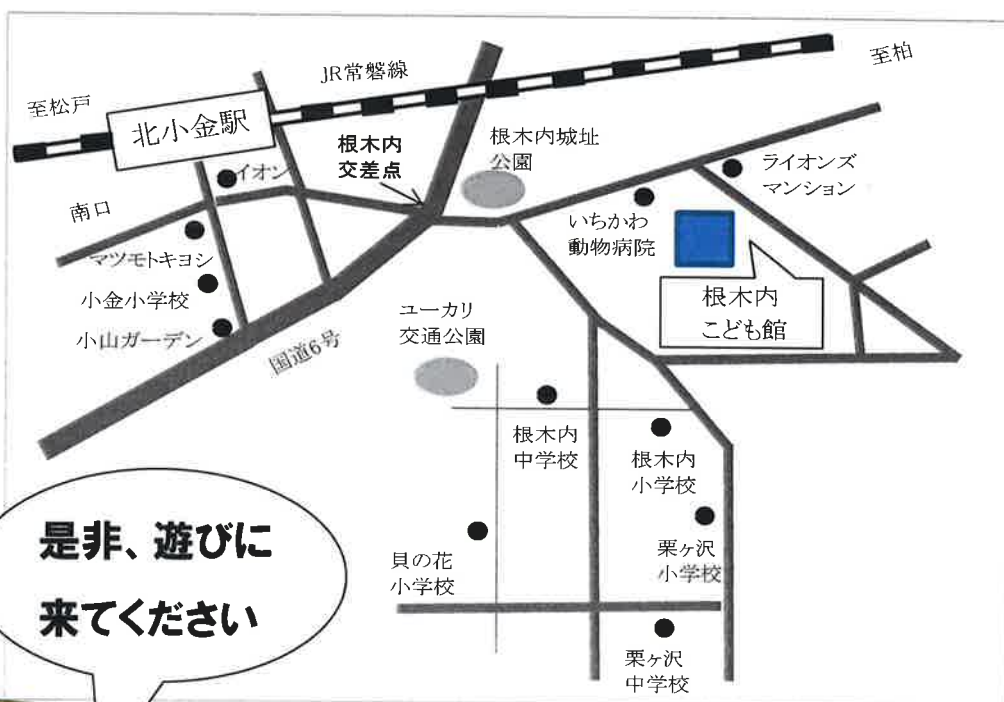 JR常磐線
至柏
至松戸
北小金駅
根木内
交差点
根木内城址
公園
ライオンズ
マンション
イオン
南口
いちかわ
動物病院
マツモトキヨシ
小金小学校
小山ガーデン
根木内
こども館
ユーカリ
交通公園
国道6号
根木内
中学校
根木内
小学校
貝の花
小学校
栗ヶ沢
小学校
栗ヶ沢
中学校
是非、遊びに
来てください